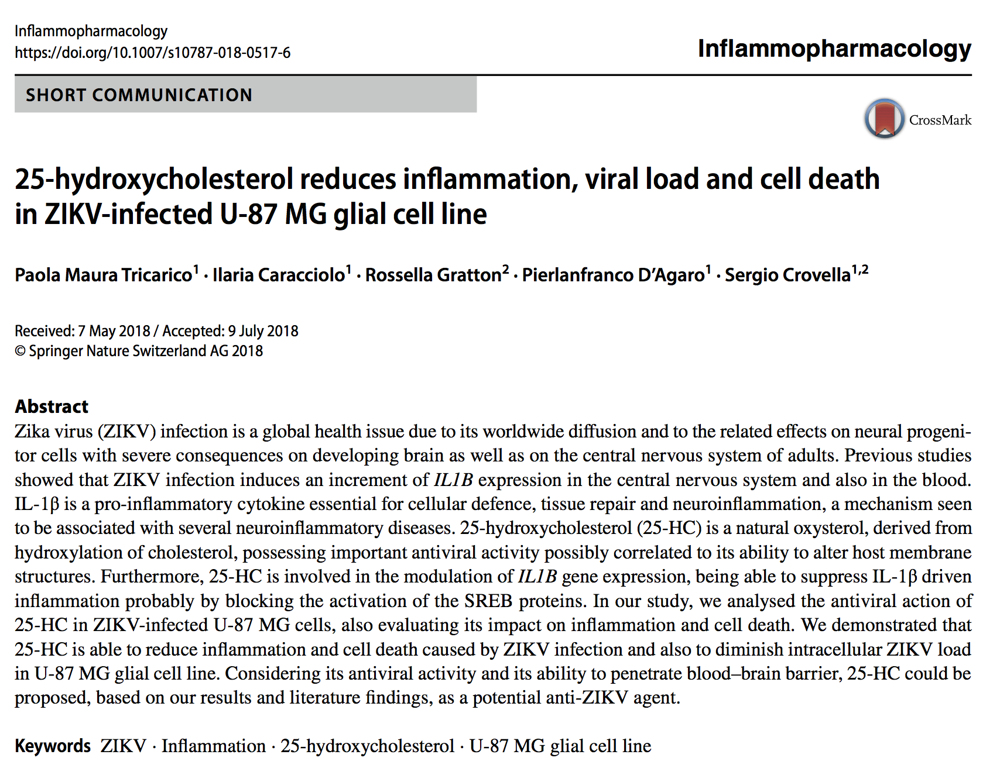 Inflammopharmacology
https://doi.org/10.1007/s10787-018-0517-6
Inflammopharmacology
SHORT COMMUNICATION
CrossMark
25-hydroxycholesterol reduces inflammation, viral load and cell death
in ZIKV-infected U-87 MG glial cell line
Paola Maura Tricarico1 · Ilaria Caracciolo1 · Rossella Gratton2 · Pierlanfranco D’Agaro1 · Sergio Crovella1,2
Received: 7 May 2018 / Accepted: 9 July 2018
© Springer Nature Switzerland AG 2018
Abstract
Zika virus (ZIKV) infection is a global health issue due to its worldwide diffusion and to the related effects on neural progeni-
tor cells with severe consequences on developing brain as well as on the central nervous system of adults. Previous studies
showed that ZIKV infection induces an increment of IL1B expression in the central nervous system and also in the blood.
IL-1β is a pro-inflammatory cytokine essential for cellular defence, tissue repair and neuroinflammation, a mechanism seen
to be associated with several neuroinflammatory diseases. 25-hydroxycholesterol (25-HC) is a natural oxysterol, derived from
hydroxylation of cholesterol, possessing important antiviral activity possibly correlated to its ability to alter host membrane
structures. Furthermore, 25-HC is involved in the modulation of IL1B gene expression, being able to suppress IL-1β driven
inflammation probably by blocking the activation of the SREB proteins. In our study, we analysed the antiviral action of
25-HC in ZIKV-infected U-87 MG cells, also evaluating its impact on inflammation and cell death. We demonstrated that
25-HC is able to reduce inflammation and cell death caused by ZIKV infection and also to diminish intracellular ZIKV load
in U-87 MG glial cell line. Considering its antiviral activity and its ability to penetrate blood–brain barrier, 25-HC could be
proposed, based on our results and literature findings, as a potential anti-ZIKV agent.
Keywords ZIKV · Inflammation · 25-hydroxycholesterol · U-87 MG glial cell line